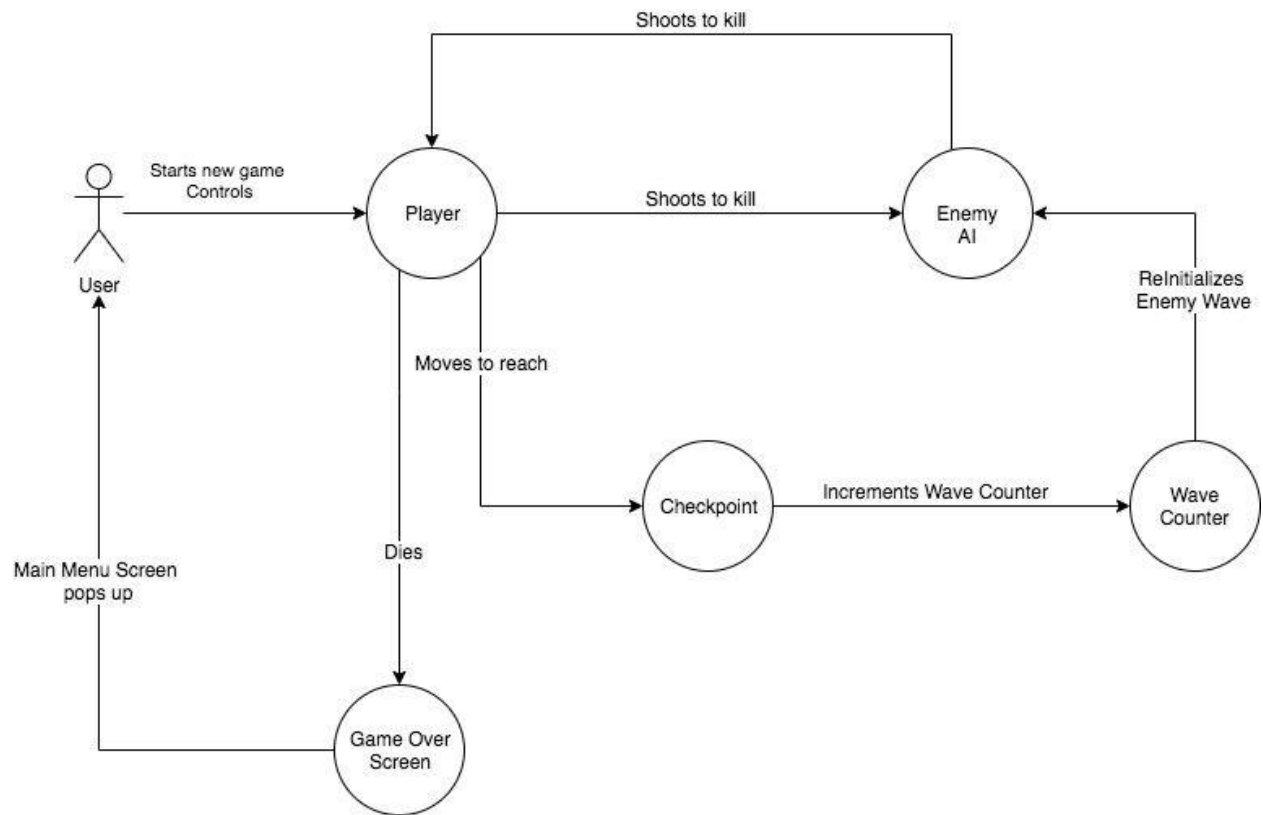 Shoots to kill
Starts new game
Controls
Player
Shoots to kill
Enemy
AI
User
ReInitializes
Enemy Wave
Moves to reach
Checkpoint
Increments Wave Counter
Wave
Counter
Dies
Main Menu Screen
pops up
Game Over
Screen